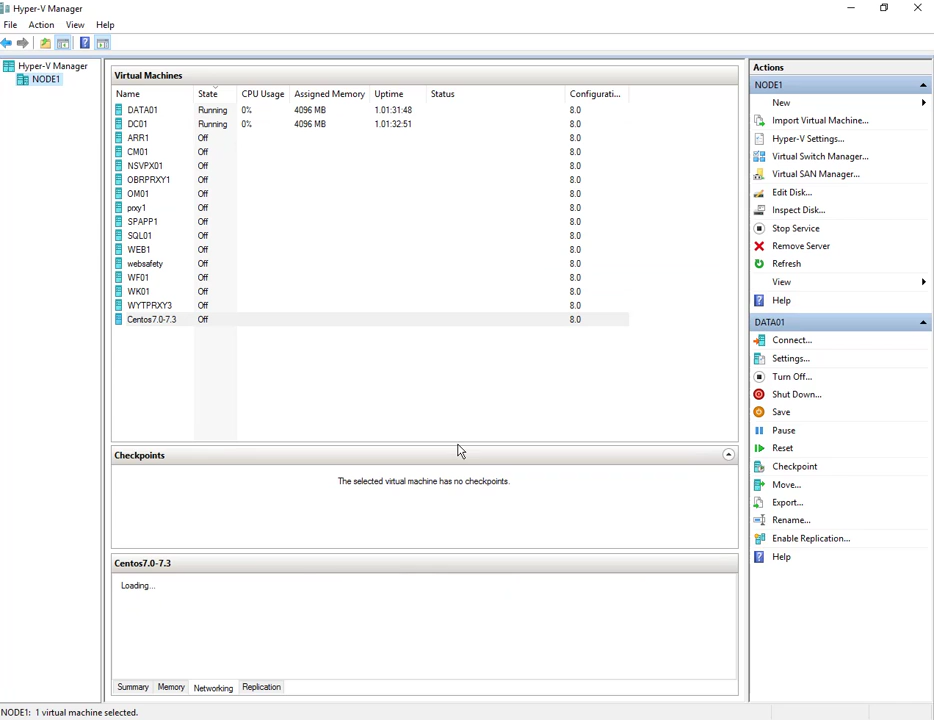 Hyper-V Manager
File Action View Help
Hyper-V Manager
NODE1
Virtual Machines
Name State CPU Usage Assigned Memory Uptime Status Configurati...
DATA01 Running 0% 4096 MB 1.01:31:48 8.0
DC01 Running 0% 4096 MB 1.01:32:51 8.0
ARR1 Off 8.0
CM01 Off 8.0
NSVPX01 Off 8.0
OBRPRXY1 Off 8.0
OM01 Off 8.0
prxy1 Off 8.0
SPAPP1 Off 8.0
SQL01 Off 8.0
WEB1 Off 8.0
websafety Off 8.0
WF01 Off 8.0
WK01 Off 8.0
WYTPRXY3 Off 8.0
Centos7.0-7.3 Off 8.0
Checkpoints
The selected virtual machine has no checkpoints.
Centos7.0-7.3
Loading...
Summary Memory Networking Replication
Actions
NODE1
New
Import Virtual Machine...
Hyper-V Settings...
Virtual Switch Manager...
Virtual SAN Manager...
Edit Disk...
Inspect Disk...
Stop Service
Remove Server
Refresh
View
Help
DATA01
Connect...
Settings...
Turn Off...
Shut Down...
Save
Pause
Reset
Checkpoint
Move...
Export...
Rename...
Enable Replication...
Help
NODE1: 1 virtual machine selected.